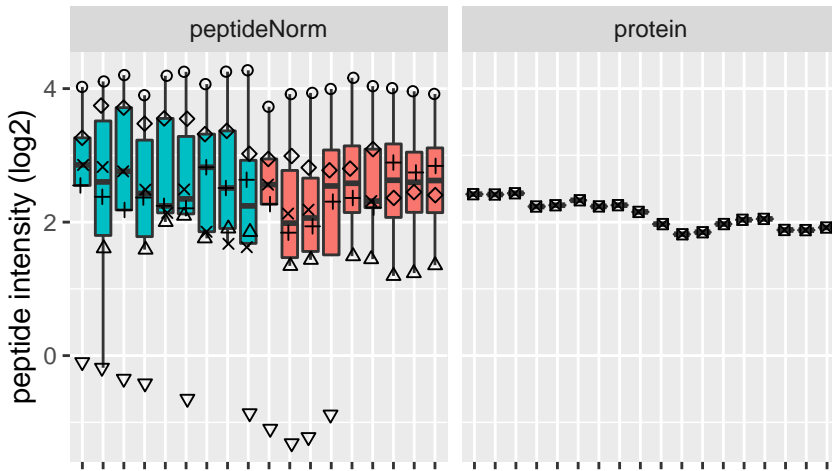 peptideNorm
protein
peptide intensity (log2)
4
2
0